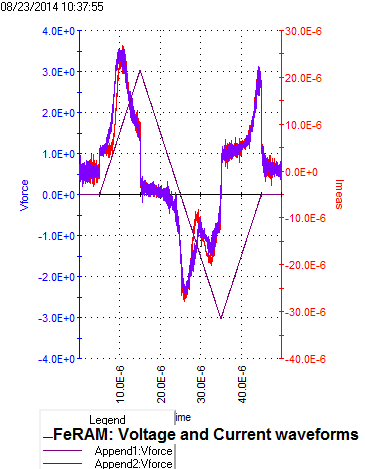 08/23/2014 10:37:55
4.0E+0
3.0E+0
2.0E+0
1.0E+0
0.0E+0
-1.0E+0
-2.0E+0
-3.0E+0
-4.0E+0
Vforce
30.0E-6
20.0E-6
10.0E-6
0.0E+0
-10.0E-6
-20.0E-6
-30.0E-6
-40.0E-6
Imeas
10.0E-6
20.0E-6
30.0E-6
40.0E-6
50.0E-6
ime
Legend
FeRAM: Voltage and Current waveforms
Append1:Vforce
Append2:Vforce